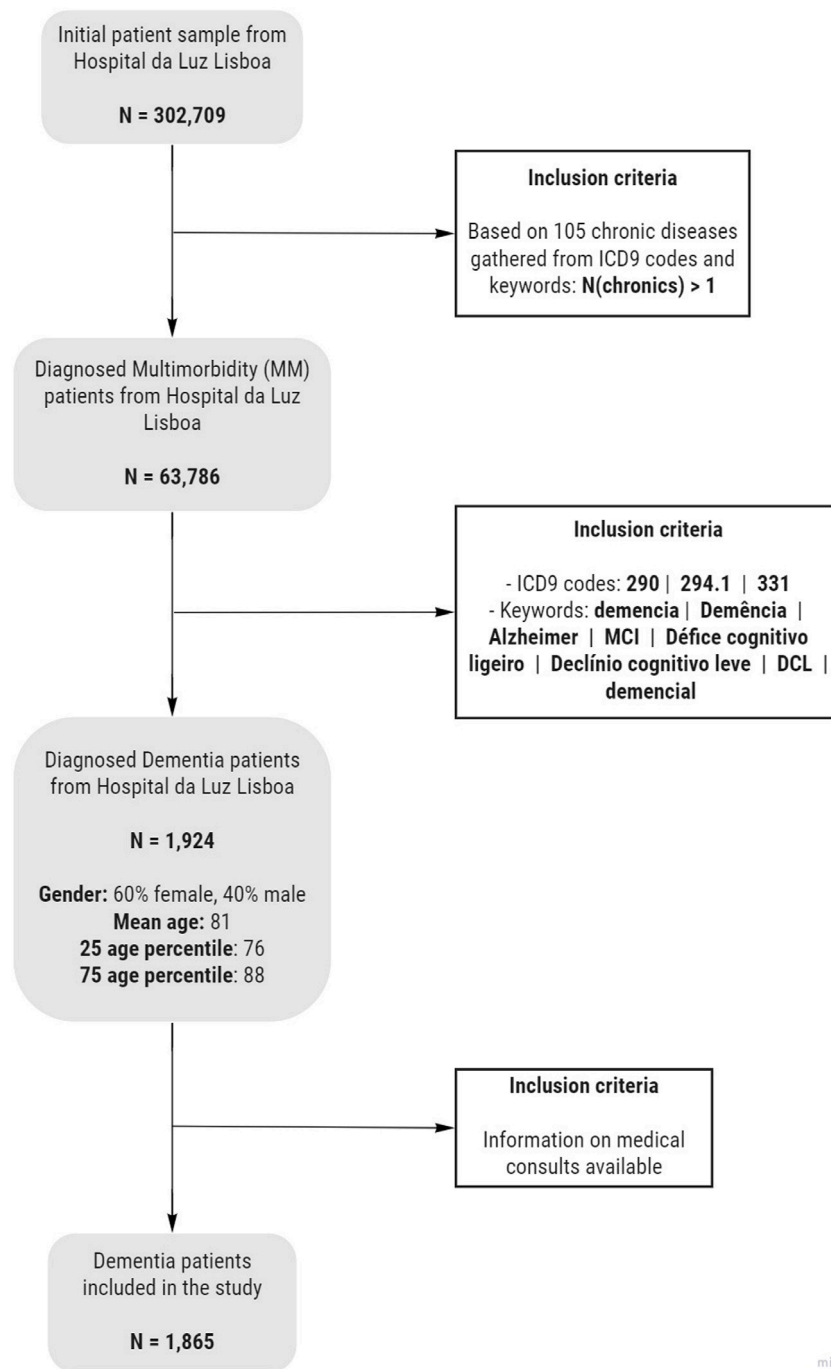 Initial patient sample from
Hospital da Luz Lisboa
N = 302,709
Inclusion criteria
Based on 105 chronic diseases
gathered from ICD9 codes and
keywords: N(chronics) > 1
Diagnosed Multimorbidity (MM)
patients from Hospital da Luz
Lisboa
N = 63,786
Inclusion criteria
- ICD9 codes: 290 | 294.1 | 331
- Keywords: demencia | Demência |
Alzheimer | MCI | Défice cognitivo
ligeiro | Declínio cognitivo leve | DCL |
demencial
Diagnosed Dementia patients
from Hospital da Luz Lisboa
N = 1,924
Gender: 60% female, 40% male
Mean age: 81
25 age percentile: 76
75 age percentile: 88
Inclusion criteria
Information on medical
consults available
Dementia patients
included in the study
N = 1,865